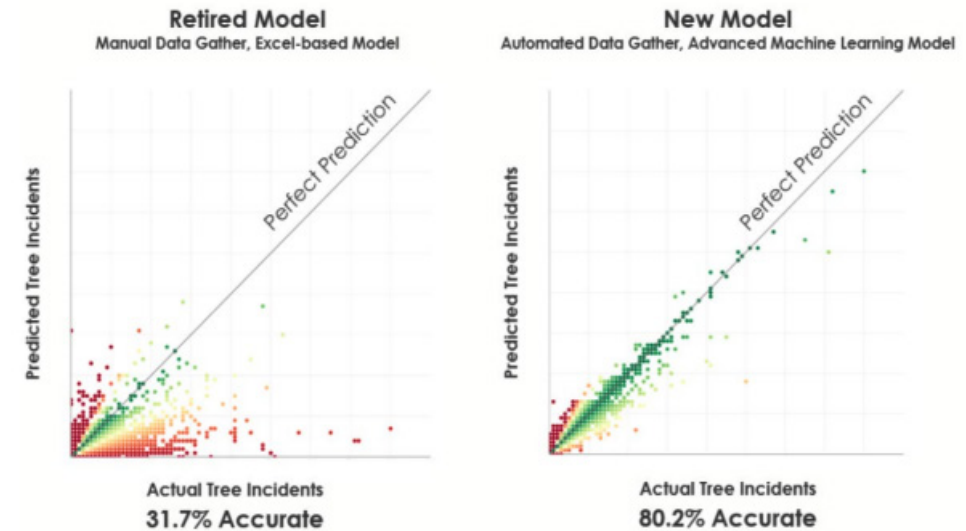 Retired Model
Manual Data Gather, Excel-based Model
Perfect Prediction
Predicted Tree Incidents
Actual Tree Incidents
31.7% Accurate
New Model
Automated Data Gather, Advanced Machine Learning Model
Perfect Prediction
Predicted Tree Incidents
Actual Tree Incidents
80.2% Accurate